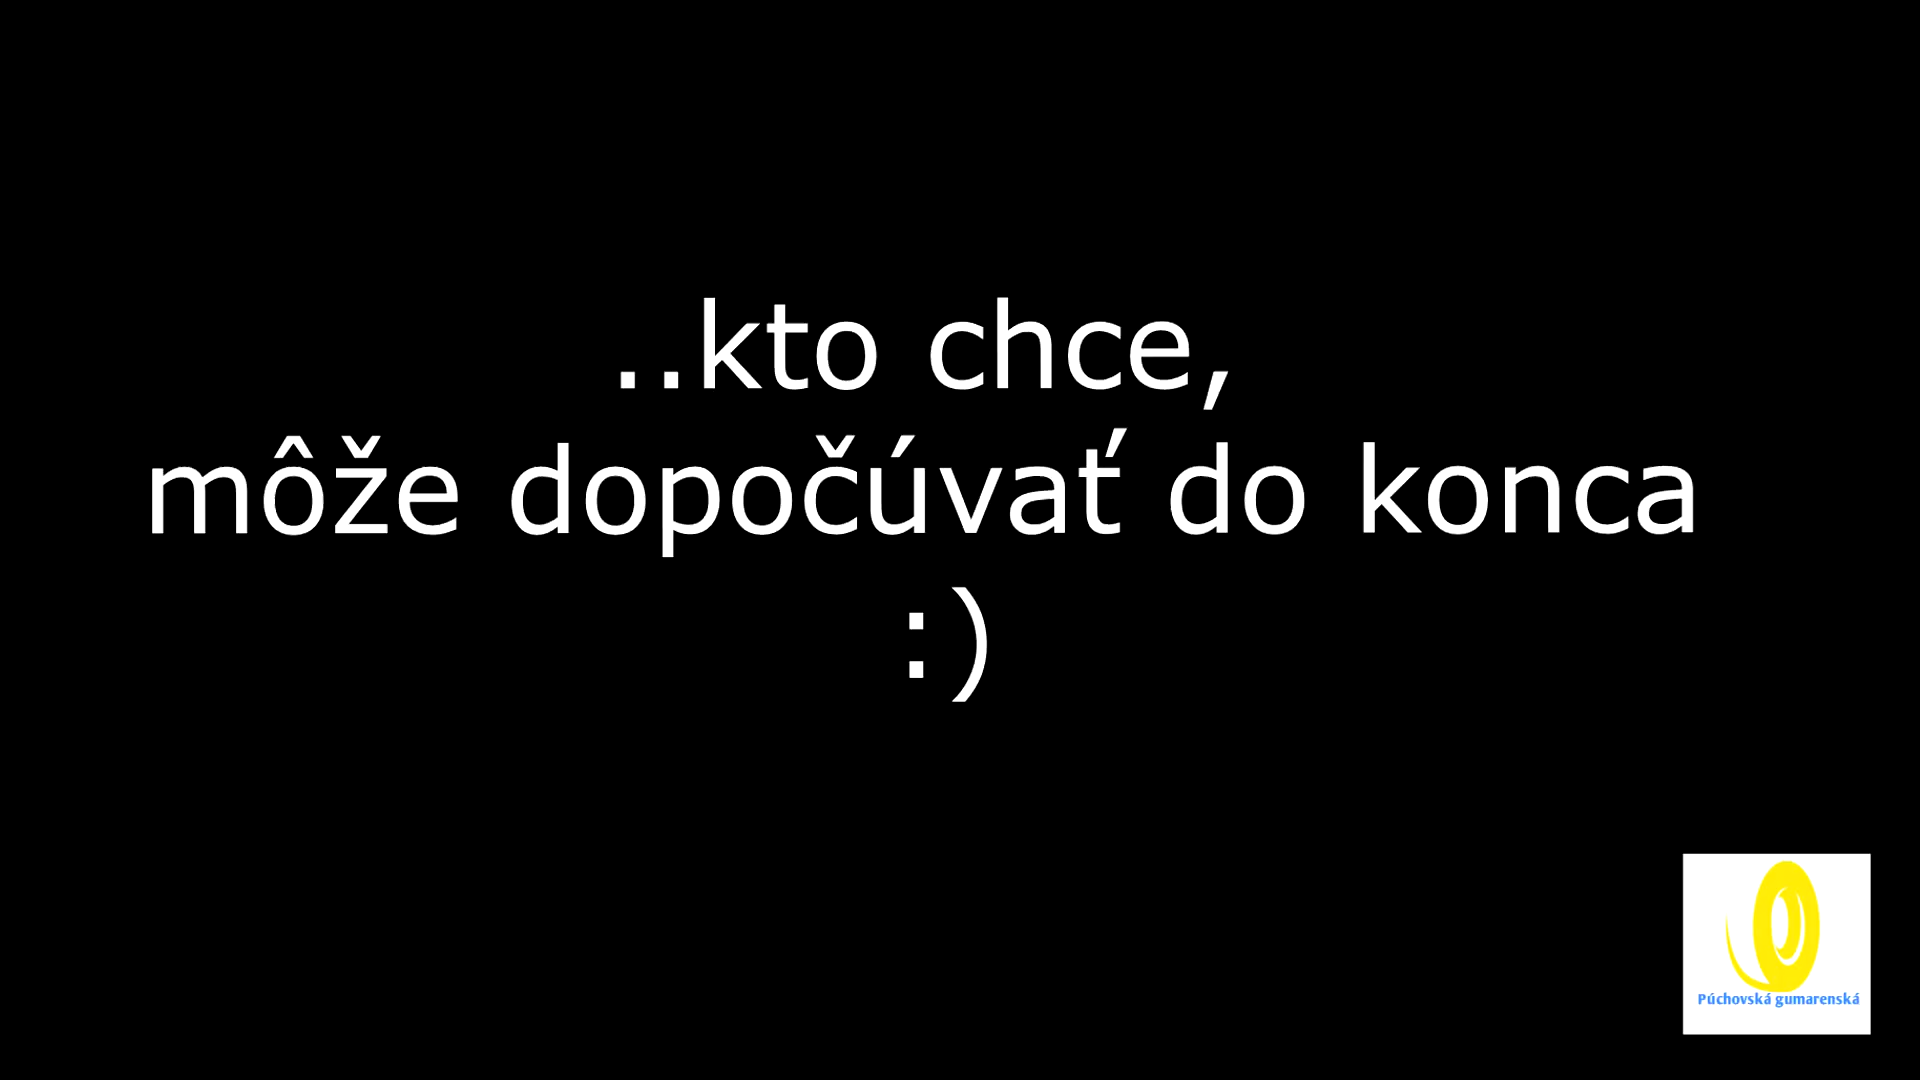 ..kto chce,
môže dopočúvať do konca
:)
Púchovská gumarenská